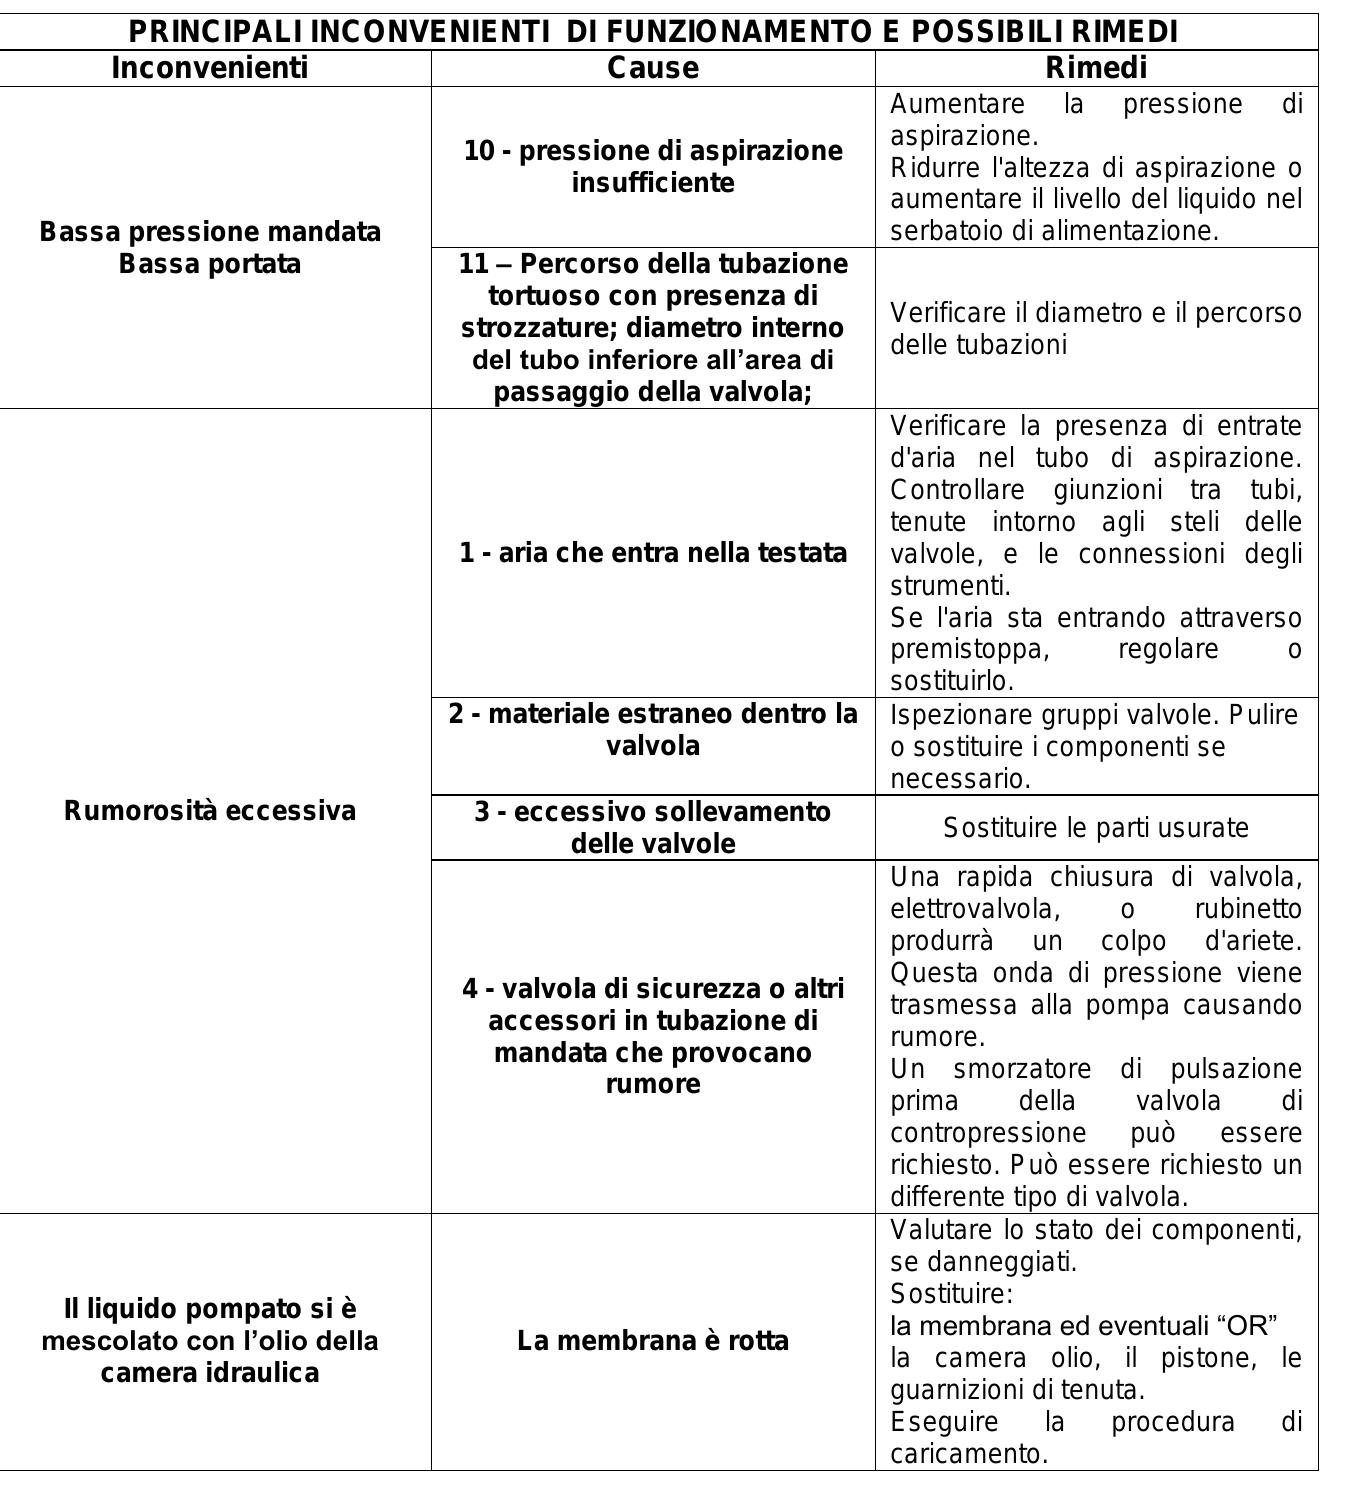 PRINCIPALI INCONVENIENTI DI FUNZIONAMENTO E POSSIBILI RIMEDI
Inconvenienti
Cause
Rimedi
Bassa pressione mandata
Bassa portata
10 - pressione di aspirazione
insufficiente
Aumentare la pressione di
aspirazione.
Ridurre l'altezza di aspirazione o
aumentare il livello del liquido nel
serbatoio di alimentazione.
11 – Percorso della tubazione
tortuoso con presenza di
strozzature; diametro interno
del tubo inferiore all’area di
passaggio della valvola;
Verificare il diametro e il percorso
delle tubazioni
Rumorosità eccessiva
1 - aria che entra nella testata
Verificare la presenza di entrate
d'aria nel tubo di aspirazione.
Controllare giunzioni tra tubi,
tenute intorno agli steli delle
valvole, e le connessioni degli
strumenti.
Se l'aria sta entrando attraverso
premistoppa, regolare o
sostituirlo.
2 - materiale estraneo dentro la
valvola
Ispezionare gruppi valvole. Pulire
o sostituire i componenti se
necessario.
3 - eccessivo sollevamento
delle valvole
Sostituire le parti usurate
4 - valvola di sicurezza o altri
accessori in tubazione di
mandata che provocano
rumore
Una rapida chiusura di valvola,
elettrovalvola, o rubinetto
produrrà un colpo d'ariete.
Questa onda di pressione viene
trasmessa alla pompa causando
rumore.
Un smorzatore di pulsazione
prima della valvola di
contropressione può essere
richiesto. Può essere richiesto un
differente tipo di valvola.
Il liquido pompato si è
mescolato con l’olio della
camera idraulica
La membrana è rotta
Valutare lo stato dei componenti,
se danneggiati.
Sostituire:
la membrana ed eventuali “OR”
la camera olio, il pistone, le
guarnizioni di tenuta.
Eseguire la procedura di
caricamento.